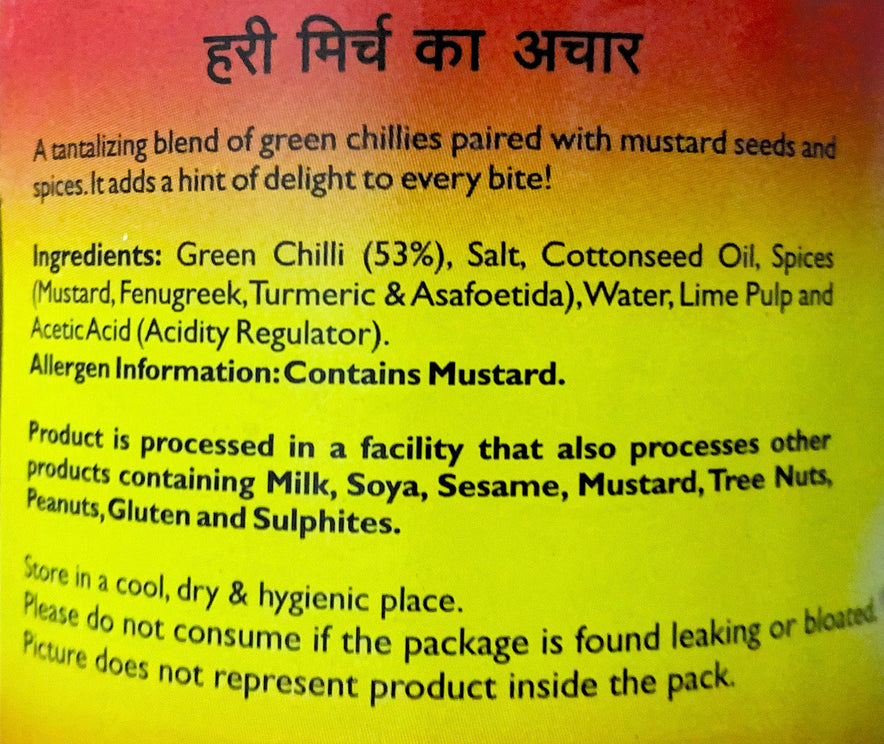 हरी मिर्च का अचार
A tantalizing blend of green chillies paired with mustard seeds and
spices. It adds a hint of delight to every bite!
Ingredients: Green Chilli (53%), Salt, Cottonseed Oil, Spices
(Mustard, Fenugreek, Turmeric & Asafoetida), Water, Lime Pulp and
Acetic Acid (Acidity Regulator).
Allergen Information: Contains Mustard.
Product is processed in a facility that also processes other
products containing Milk, Soya, Sesame, Mustard, Tree Nuts,
Peanuts, Gluten and Sulphites.
Store in a cool, dry & hygienic place.
Please do not consume if the package is found leaking or bloated.
Picture does not represent product inside the pack.